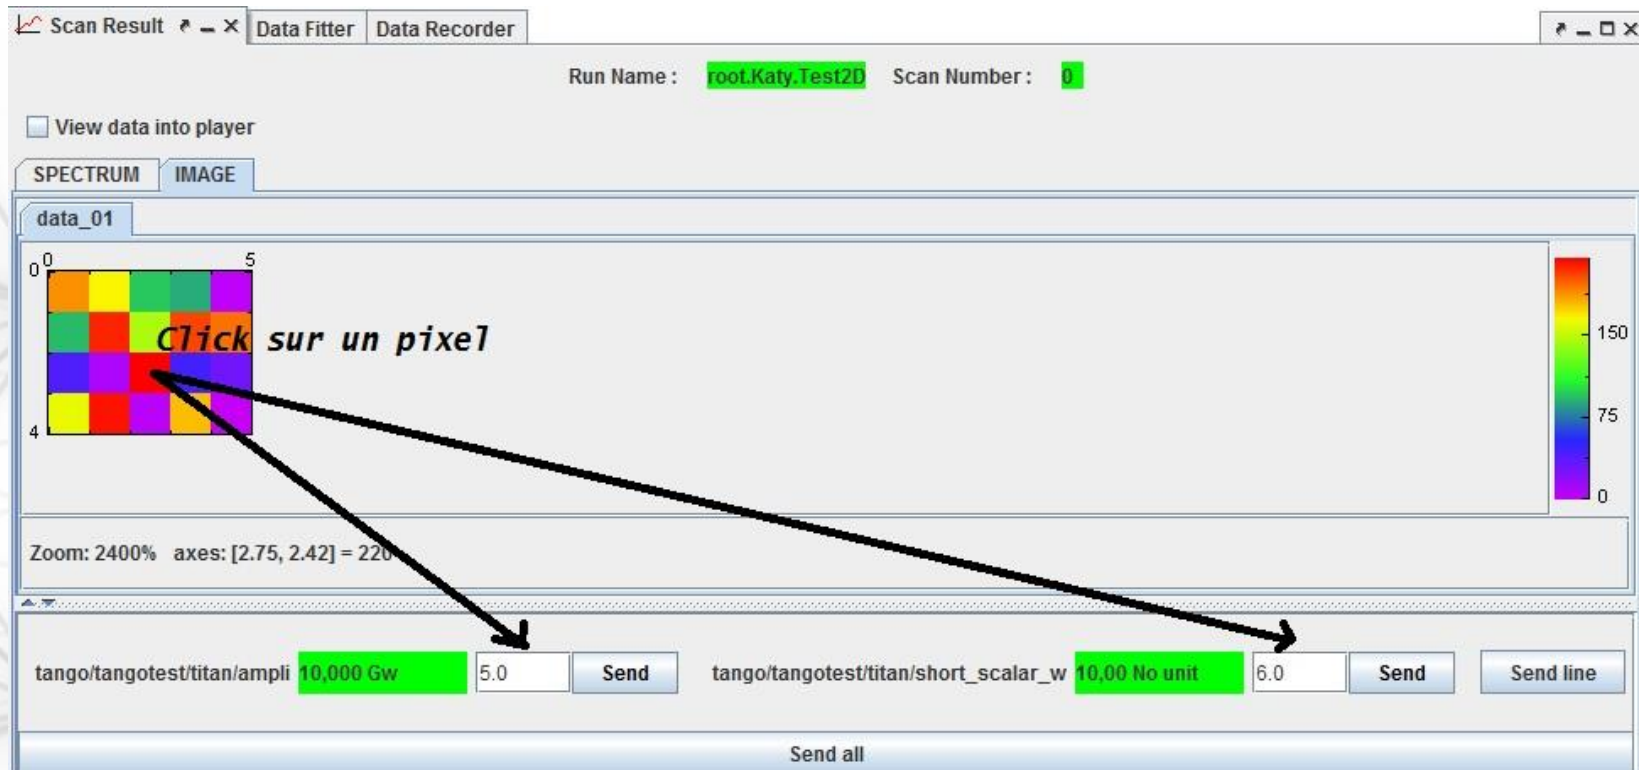 Scan Result Data Fitter Data Recorder
Run Name : root.Katy.Test2D Scan Number : 0
View data into player
SPECTRUM IMAGE
data_01
0 0 5
4
Click sur un pixel
150
75
0
Zoom: 2400% axes: [2.75, 2.42] = 220
tango/tangotest/titan/ampli 10,000 Gw 5.0 Send tango/tangotest/titan/short_scalar_w 10,00 No unit 6.0 Send Send line
Send all